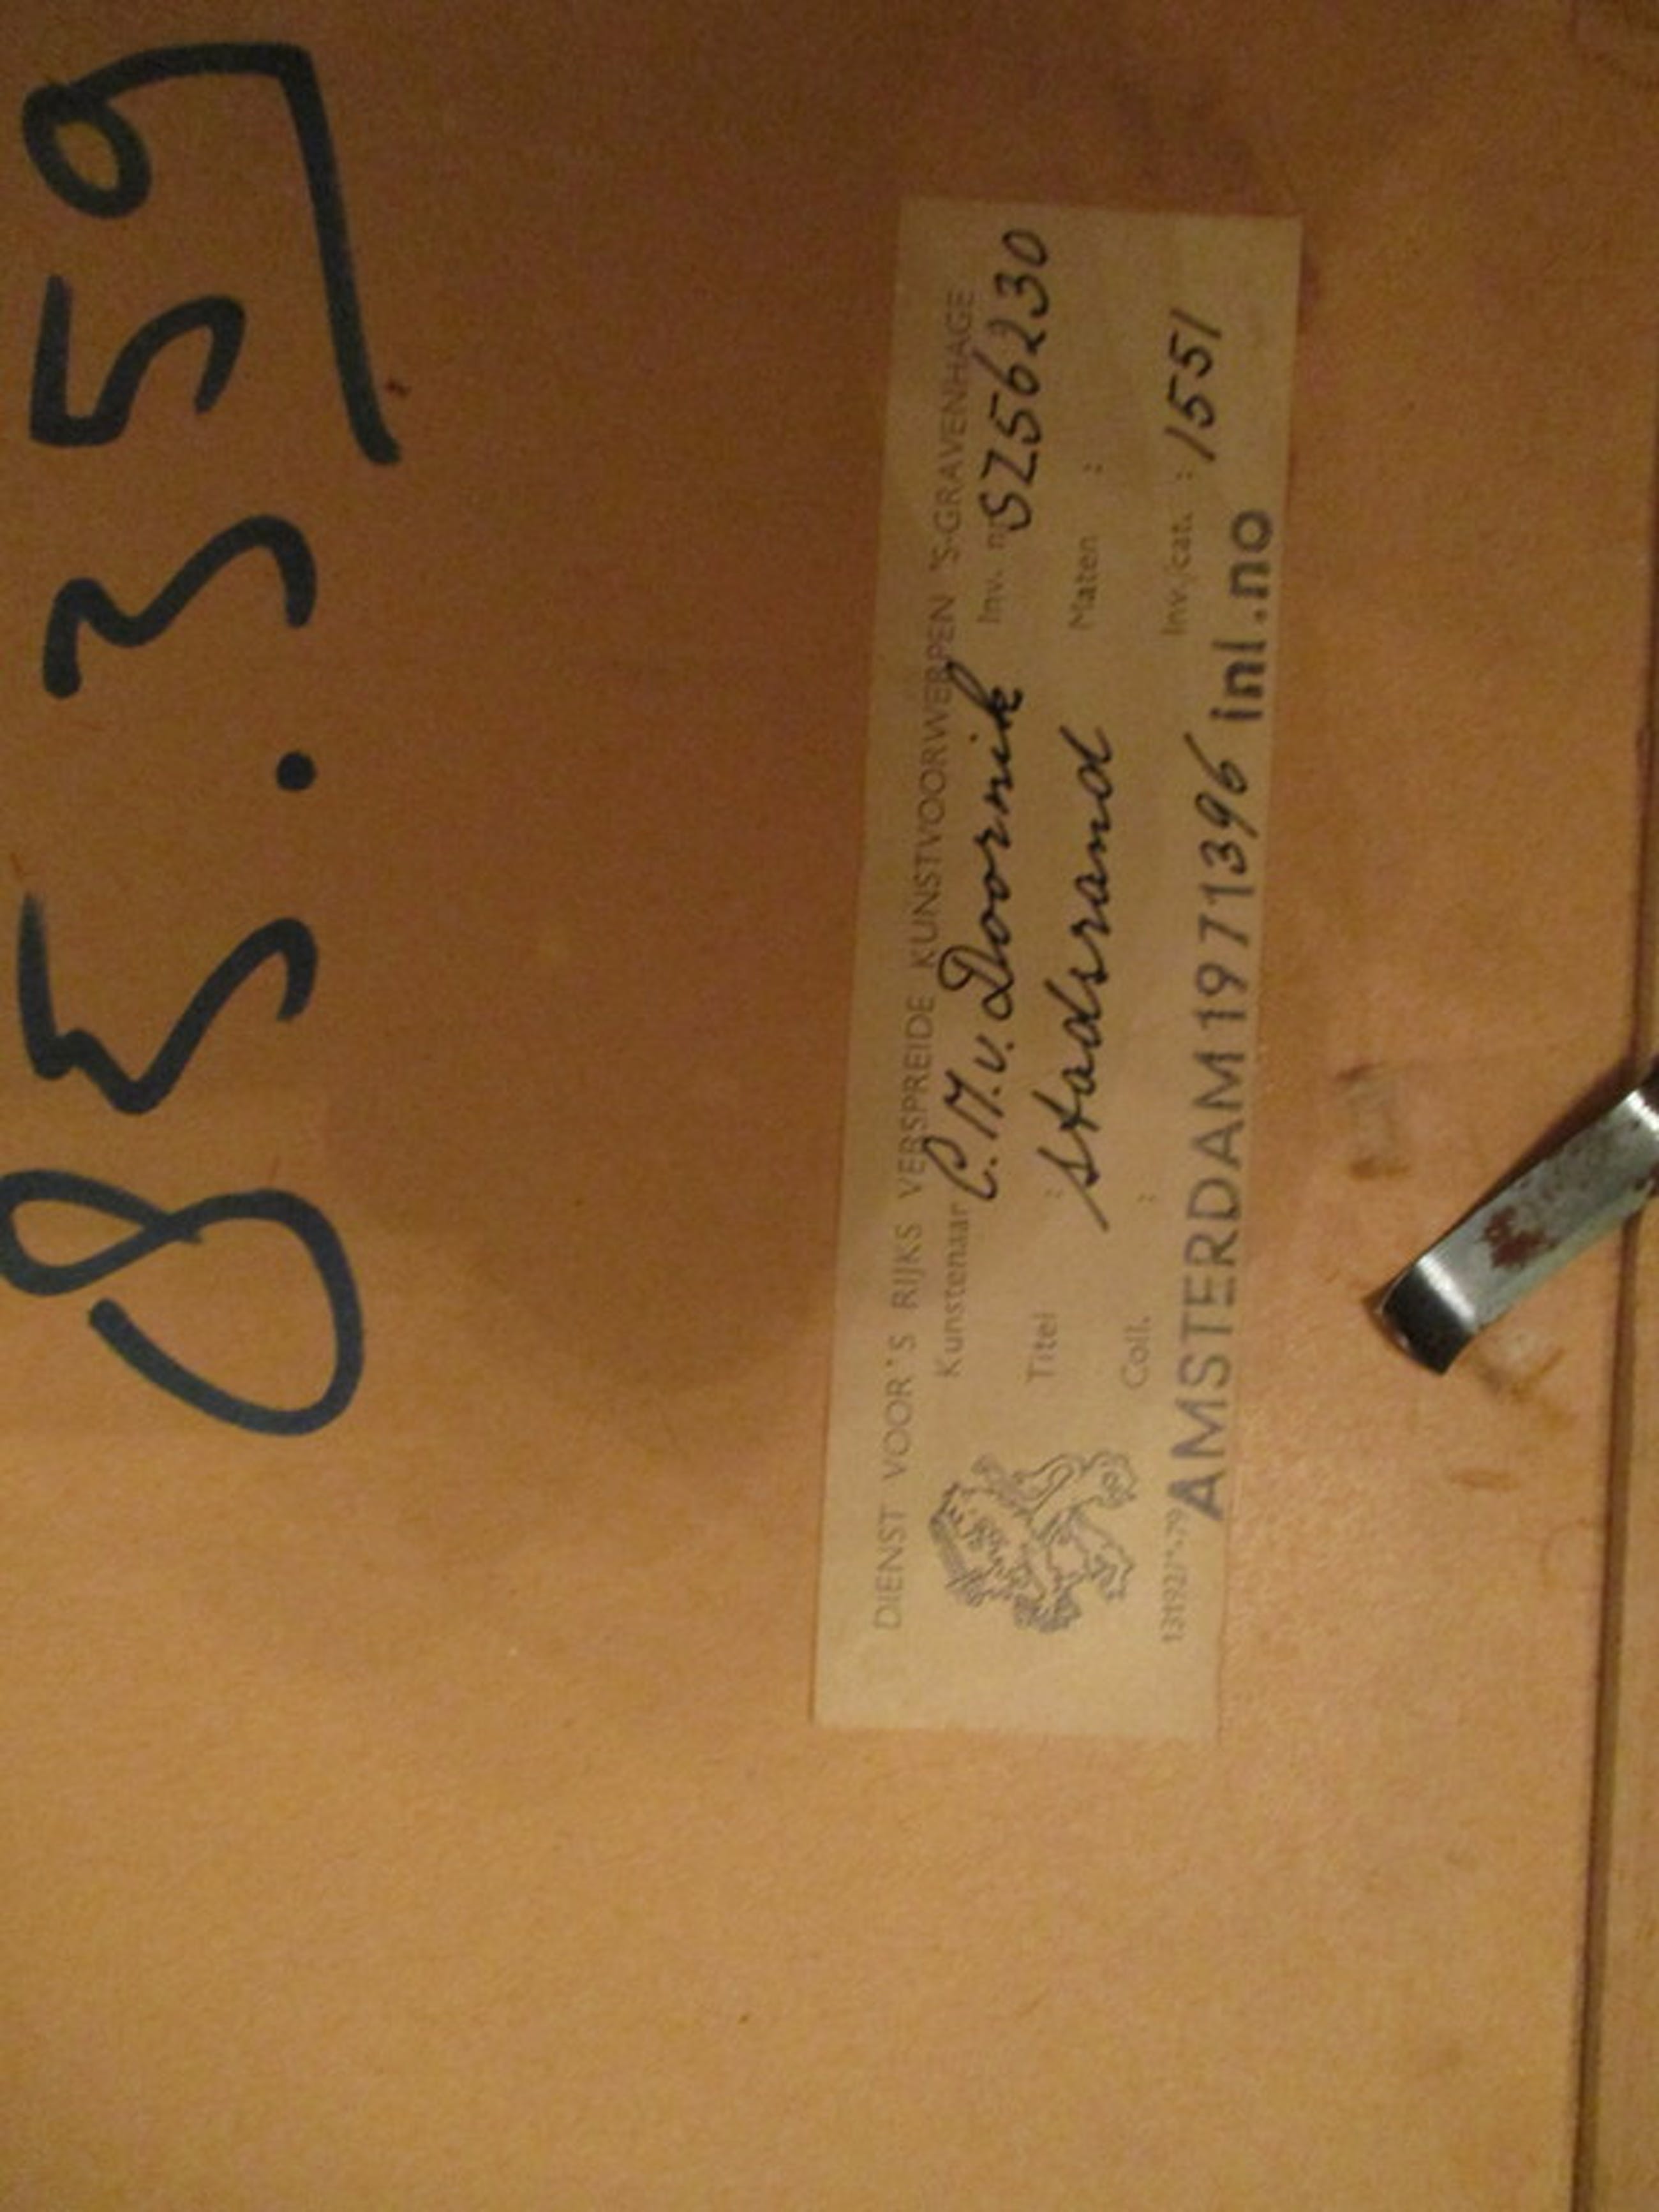 85.359
DIENST VOOR 'S RIJKS VERSPREIDE KUNSTVOORWERPEN 'S-GRAVENHAGE
Kunstenaar C.M.v.Doornik Inv. nr SZ56230
Titel : stadsrand Maten :
Coll. : Inv./cat. : 1551
AMSTERDAM 1971396 inl.no